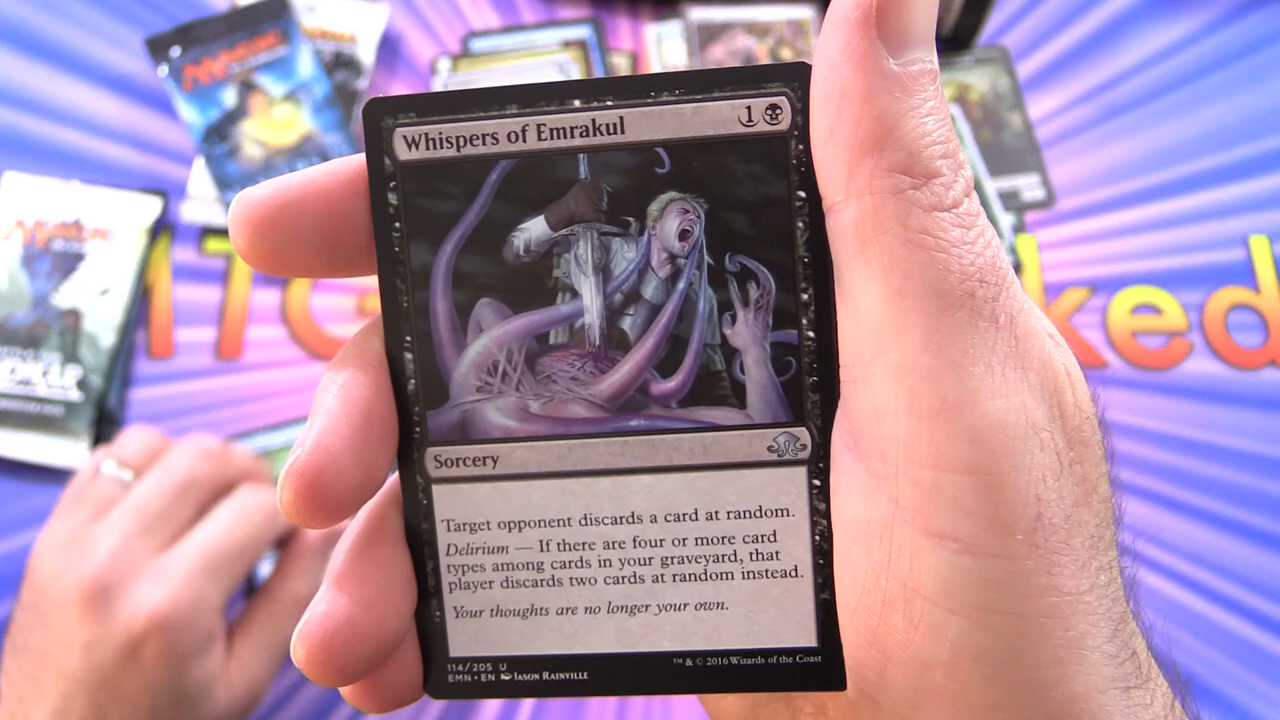 Whispers of Emrakul
1
Sorcery
Target opponent discards a card at random.
Delirium — If there are four or more card
types among cards in your graveyard, that
player discards two cards at random instead.
Your thoughts are no longer your own.
114/205 U
EMN • EN Jason Rainville
™ & © 2016 Wizards of the Coast
MTG
ked